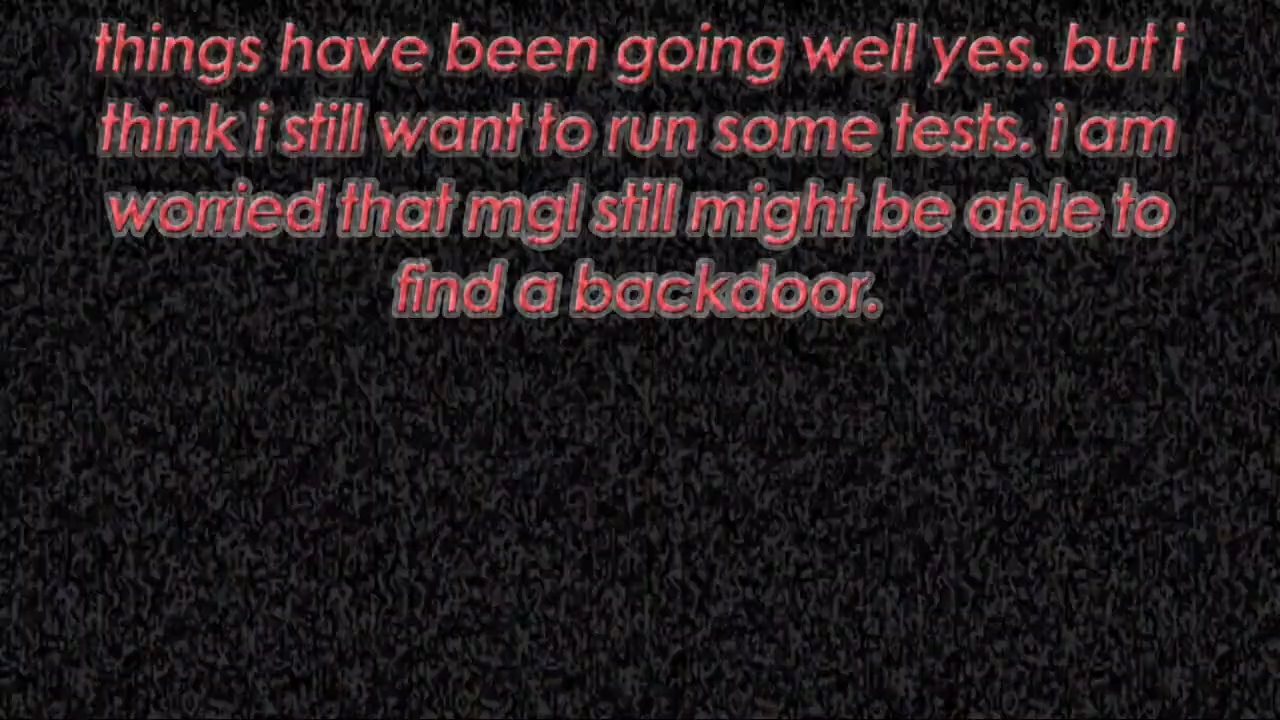 things have been going well yes. but i
think i still want to run some tests. i am
worried that mgl still might be able to
find a backdoor.